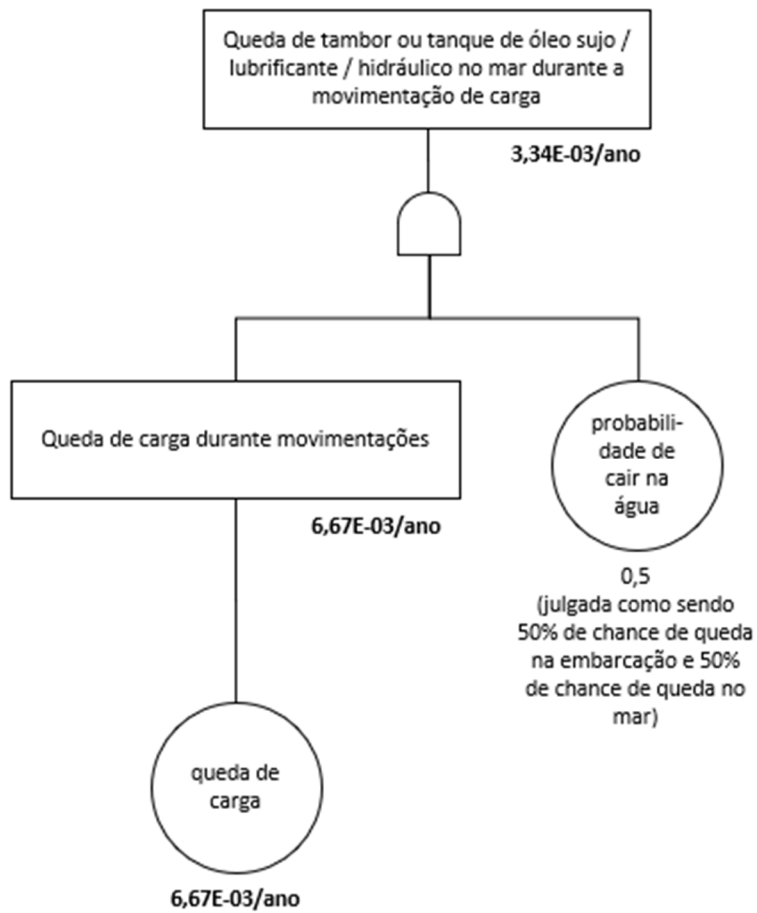 Queda de tambor ou tanque de óleo sujo /
lubrificante / hidráulico no mar durante a
movimentação de carga
3,34E-03/ano
Queda de carga durante movimentações
6,67E-03/ano
probabili-
dade de
cair na
água
0,5
(julgada como sendo
50% de chance de queda
na embarcação e 50%
de chance de queda no
mar)
queda de
carga
6,67E-03/ano